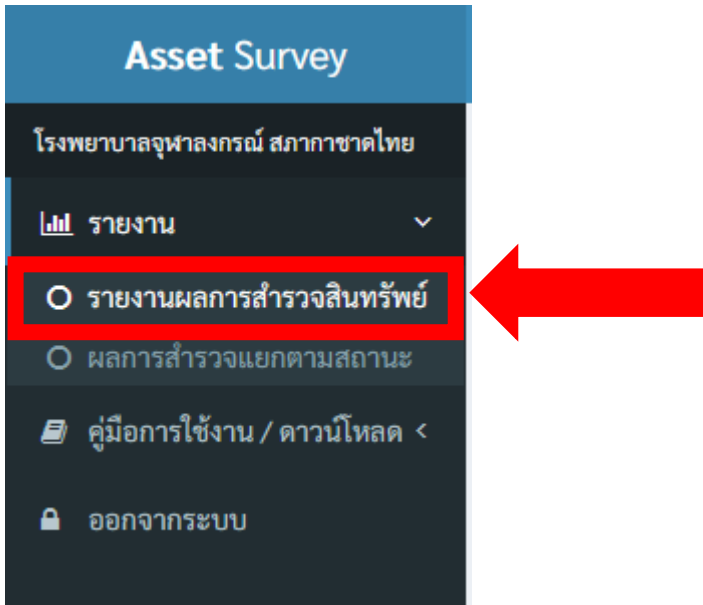 Asset Survey
โรงพยาบาลจุฬาลงกรณ์ สภากาชาดไทย
รายงาน
รายงานผลการสำรวจสินทรัพย์
ผลการสำรวจแยกตามสถานะ
คู่มือการใช้งาน / ดาวน์โหลด
ออกจากระบบ